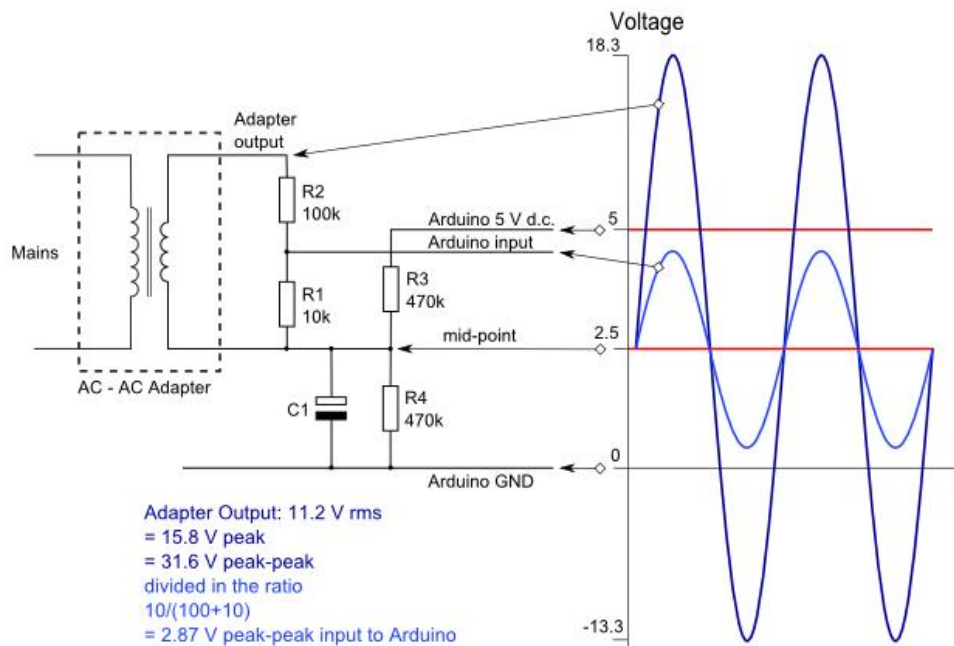 Voltage
18.3
Adapter
output
R2
100k
Arduino 5 V d.c.
5
Arduino input
Mains
R1
10k
R3
470k
mid-point
2.5
AC - AC Adapter
C1
R4
470k
0
Arduino GND
Adapter Output: 11.2 V rms
= 15.8 V peak
= 31.6 V peak-peak
divided in the ratio
10/(100+10)
= 2.87 V peak-peak input to Arduino
-13.3